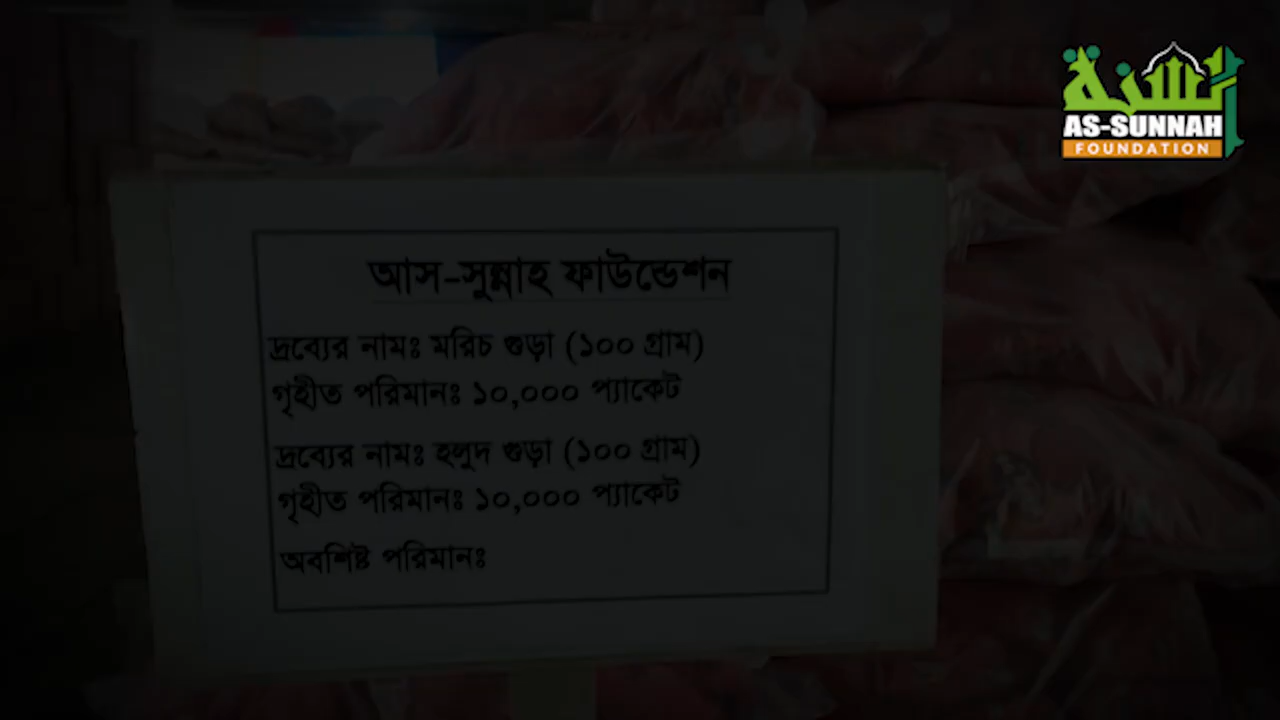 السنة
AS-SUNNAH
FOUNDATION
আস-সুন্নাহ ফাউন্ডেশন
দ্রব্যের নামঃ মরিচ গুড়া (১০০ গ্রাম)
গৃহীত পরিমানঃ ১০,০০০ প্যাকেট
দ্রব্যের নামঃ হলুদ গুড়া (১০০ গ্রাম)
গৃহীত পরিমানঃ ১০,০০০ প্যাকেট
অবশিষ্ট পরিমানঃ